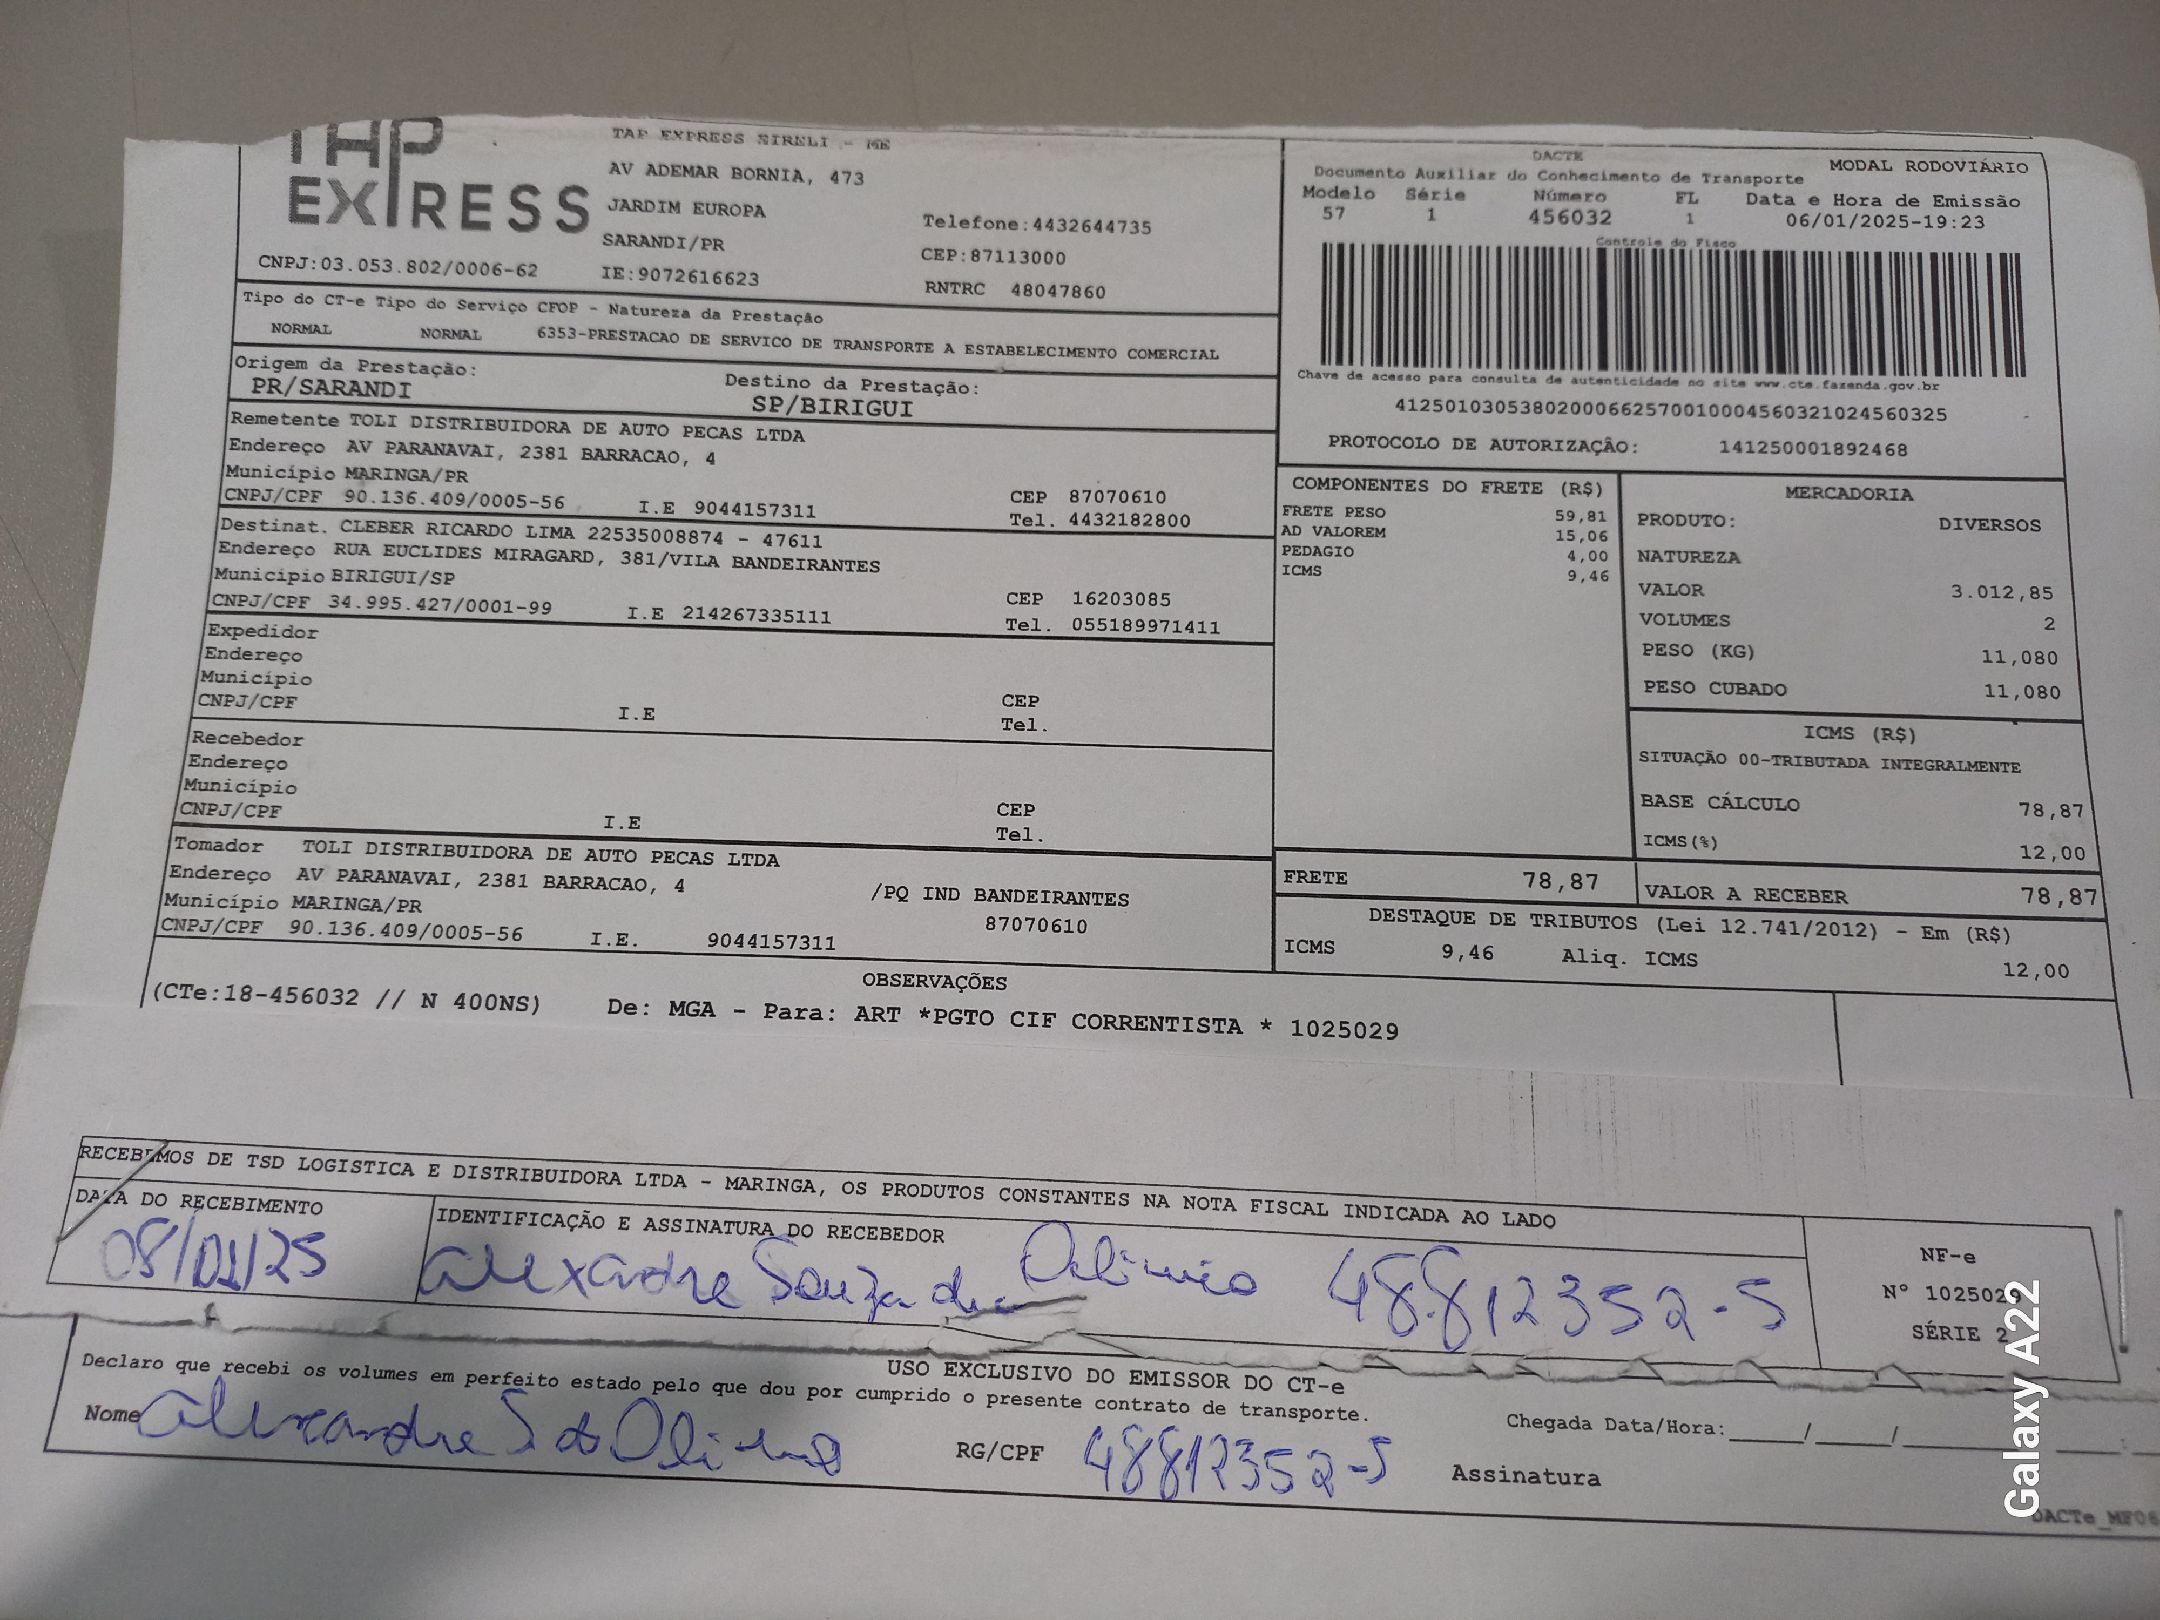 TAP
EXPRESS
CNPJ:03.053.802/0006-62
TAP EXPRESS EIRELI - ME
AV ADEMAR BORNIA, 473
JARDIM EUROPA
SARANDI/PR
IE:9072616623
Telefone:4432644735
CEP:87113000
RNTRC 48047860
DACTE
MODAL RODOVIÁRIO
Documento Auxiliar do Conhecimento de Transporte
Modelo Série Número FL Data e Hora de Emissão
57 1 456032 1 06/01/2025-19:23
Controle do Fisco
Chave de acesso para consulta de autenticidade no site www.cte.fazenda.gov.br
41250103053802000662570010004560321024560325
PROTOCOLO DE AUTORIZAÇÃO: 141250001892468
Tipo do CT-e Tipo do Serviço CFOP - Natureza da Prestação
NORMAL NORMAL 6353-PRESTACAO DE SERVICO DE TRANSPORTE A ESTABELECIMENTO COMERCIAL
Origem da Prestação: Destino da Prestação:
PR/SARANDI SP/BIRIGUI
Remetente TOLI DISTRIBUIDORA DE AUTO PECAS LTDA
Endereço AV PARANAVAI, 2381 BARRACAO, 4
Município MARINGA/PR CEP 87070610
CNPJ/CPF 90.136.409/0005-56 I.E 9044157311 Tel. 4432182800
Destinat. CLEBER RICARDO LIMA 22535008874 - 47611
Endereço RUA EUCLIDES MIRAGARD, 381/VILA BANDEIRANTES
Município BIRIGUI/SP CEP 16203085
CNPJ/CPF 34.995.427/0001-99 I.E 214267335111 Tel. 055189971411
Expedidor
Endereço
Município CEP
CNPJ/CPF I.E Tel.
Recebedor
Endereço
Município CEP
CNPJ/CPF I.E Tel.
Tomador TOLI DISTRIBUIDORA DE AUTO PECAS LTDA
Endereço AV PARANAVAI, 2381 BARRACAO, 4 /PQ IND BANDEIRANTES
Município MARINGA/PR 87070610
CNPJ/CPF 90.136.409/0005-56 I.E. 9044157311
COMPONENTES DO FRETE (R$)
FRETE PESO 59,81
AD VALOREM 15,06
PEDAGIO 4,00
ICMS 9,46
MERCADORIA
PRODUTO: DIVERSOS
NATUREZA
VALOR 3.012,85
VOLUMES 2
PESO (KG) 11,080
PESO CUBADO 11,080
ICMS (R$)
SITUAÇÃO 00-TRIBUTADA INTEGRALMENTE
BASE CÁLCULO 78,87
ICMS(%) 12,00
FRETE 78,87 VALOR A RECEBER 78,87
DESTAQUE DE TRIBUTOS (Lei 12.741/2012) - Em (R$)
ICMS 9,46 Aliq. ICMS 12,00
OBSERVAÇÕES
(CTe:18-456032 // N 400NS) De: MGA - Para: ART *PGTO CIF CORRENTISTA * 1025029
RECEBEMOS DE TSD LOGISTICA E DISTRIBUIDORA LTDA - MARINGA, OS PRODUTOS CONSTANTES NA NOTA FISCAL INDICADA AO LADO
DATA DO RECEBIMENTO IDENTIFICAÇÃO E ASSINATURA DO RECEBEDOR
08/01/25 Alexandre Souza de 48.812352-5
NF-e
Nº 1025029
SÉRIE 2
USO EXCLUSIVO DO EMISSOR DO CT-e
Declaro que recebi os volumes em perfeito estado pelo que dou por cumprido o presente contrato de transporte.
Nome Alexandre S RG/CPF 48812352-5 Assinatura
Chegada Data/Hora:_____/_____/_____
DACTe_MF06
Galaxy A22